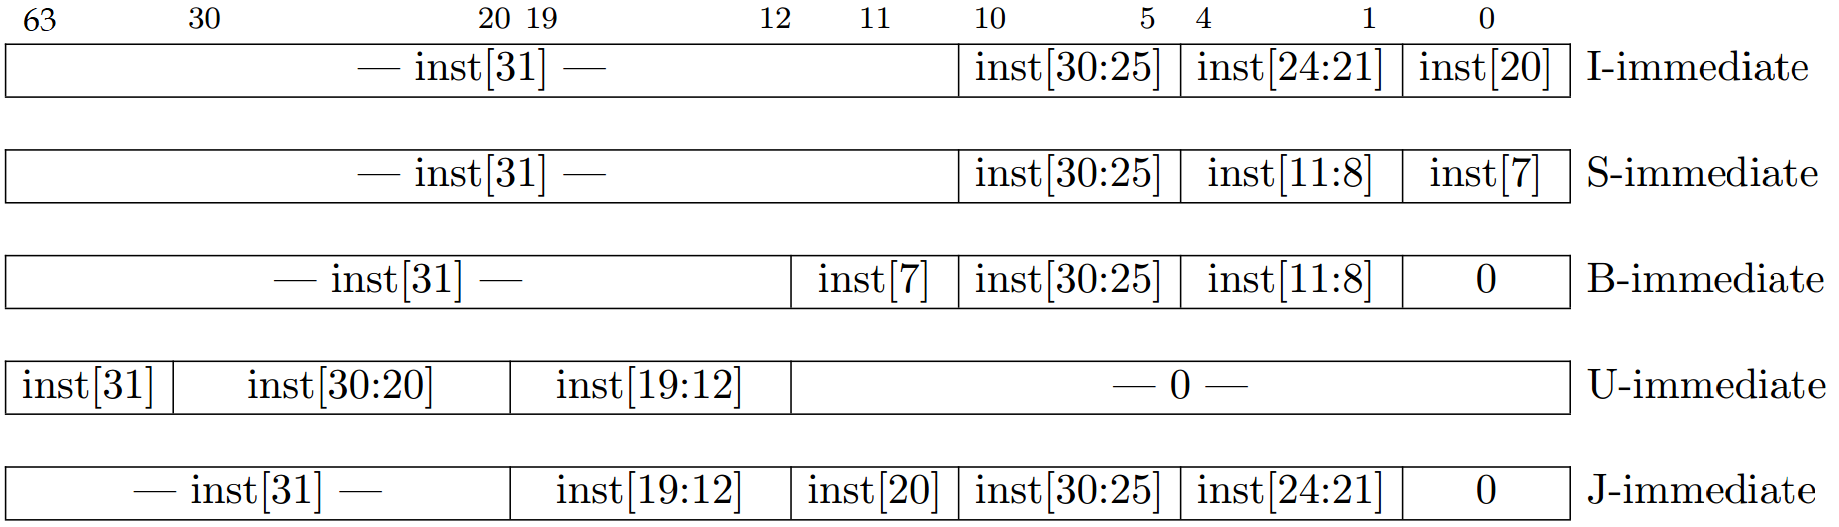 63 30 20 19 12 11 10 5 4 1 0
— inst[31] — inst[30:25] inst[24:21] inst[20] I-immediate
— inst[31] — inst[30:25] inst[11:8] inst[7] S-immediate
— inst[31] — inst[7] inst[30:25] inst[11:8] 0 B-immediate
inst[31] inst[30:20] inst[19:12] — 0 — U-immediate
— inst[31] — inst[19:12] inst[20] inst[30:25] inst[24:21] 0 J-immediate